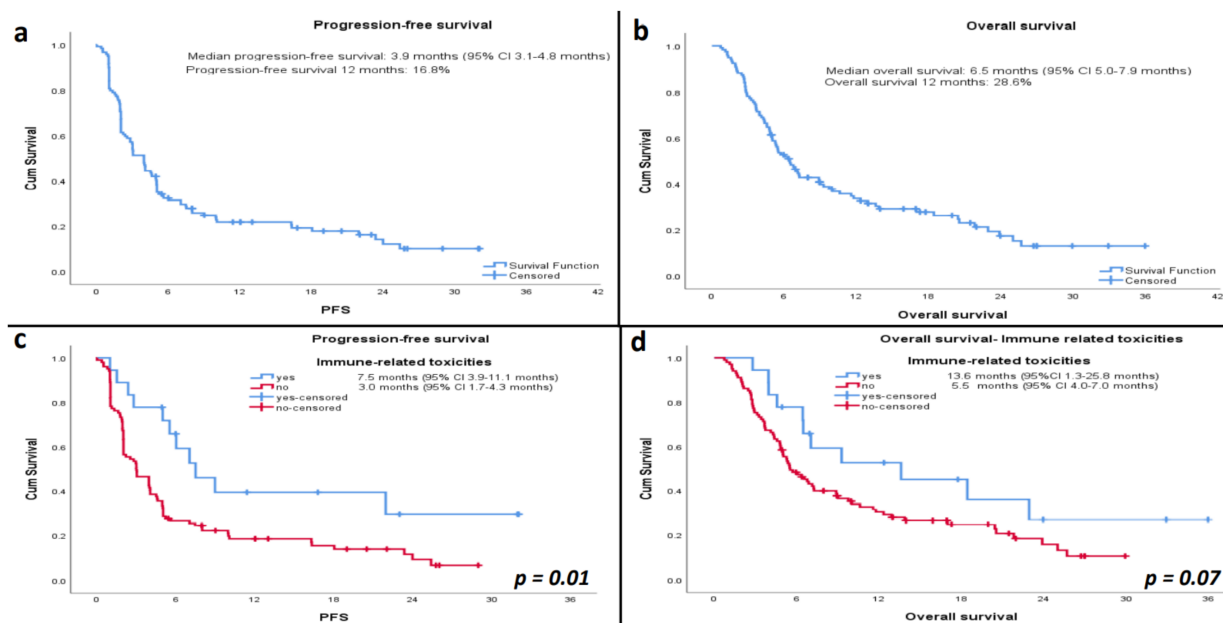 a
Progression-free survival
Median progression-free survival: 3.9 months (95% CI 3.1-4.8 months)
Progression-free survival 12 months: 16.8%
1.0
0.8
0.6
0.4
0.2
0.0
Cum Survival
Survival Function
Censored
0 6 12 18 24 30 36 42
PFS
b
Overall survival
Median overall survival: 6.5 months (95% CI 5.0-7.9 months)
Overall survival 12 months: 28.6%
1.0
0.8
0.6
0.4
0.2
0.0
Cum Survival
Survival Function
Censored
0 6 12 18 24 30 36 42
Overall survival
c
Progression-free survival
Immune-related toxicities
yes 7.5 months (95% CI 3.9-11.1 months)
no 3.0 months (95% CI 1.7-4.3 months)
yes-censored
no-censored
1.0
0.8
0.6
0.4
0.2
0.0
Cum Survival
p = 0.01
0 6 12 18 24 30 36
PFS
d
Overall survival- Immune related toxicities
Immune-related toxicities
yes 13.6 months (95%CI 1.3-25.8 months)
no 5.5 months (95% CI 4.0-7.0 months)
yes-censored
no-censored
1.0
0.8
0.6
0.4
0.2
0.0
Cum Survival
p = 0.07
0 6 12 18 24 30 36
Overall survival